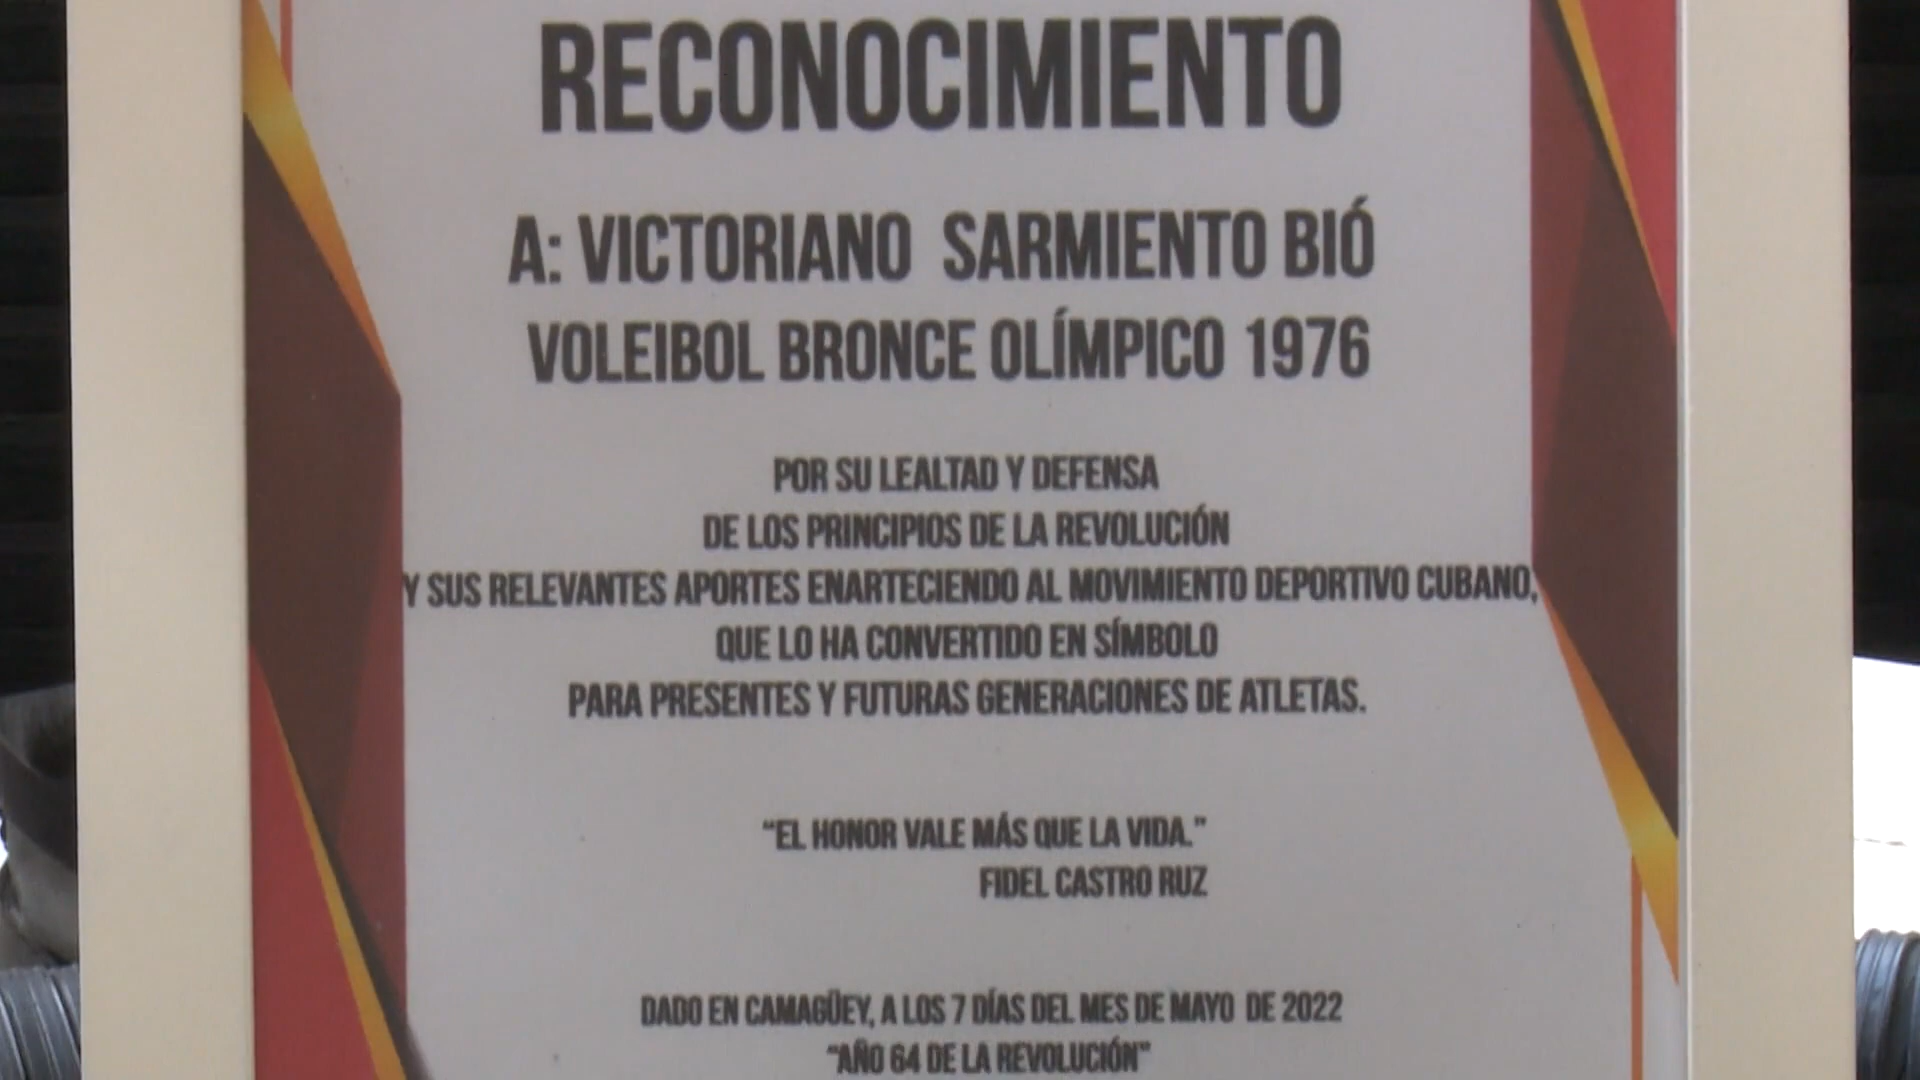 RECONOCIMIENTO
A: VICTORIANO SARMIENTO BIÓ
VOLEIBOL BRONCE OLÍMPICO 1976
POR SU LEALTAD Y DEFENSA
DE LOS PRINCIPIOS DE LA REVOLUCIÓN
Y SUS RELEVANTES APORTES ENARTECIENDO AL MOVIMIENTO DEPORTIVO CUBANO,
QUE LO HA CONVERTIDO EN SÍMBOLO
PARA PRESENTES Y FUTURAS GENERACIONES DE ATLETAS.
“EL HONOR VALE MÁS QUE LA VIDA.”
FIDEL CASTRO RUZ
DADO EN CAMAGÜEY, A LOS 7 DÍAS DEL MES DE MAYO DE 2022
“AÑO 64 DE LA REVOLUCIÓN”